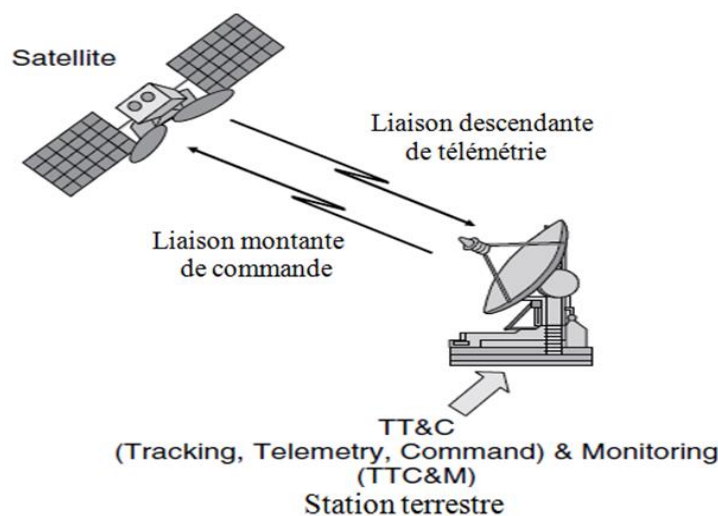 Satellite
Liaison descendante
de télémétrie
Liaison montante
de commande
TT&C
(Tracking, Telemetry, Command) & Monitoring
(TTC&M)
Station terrestre